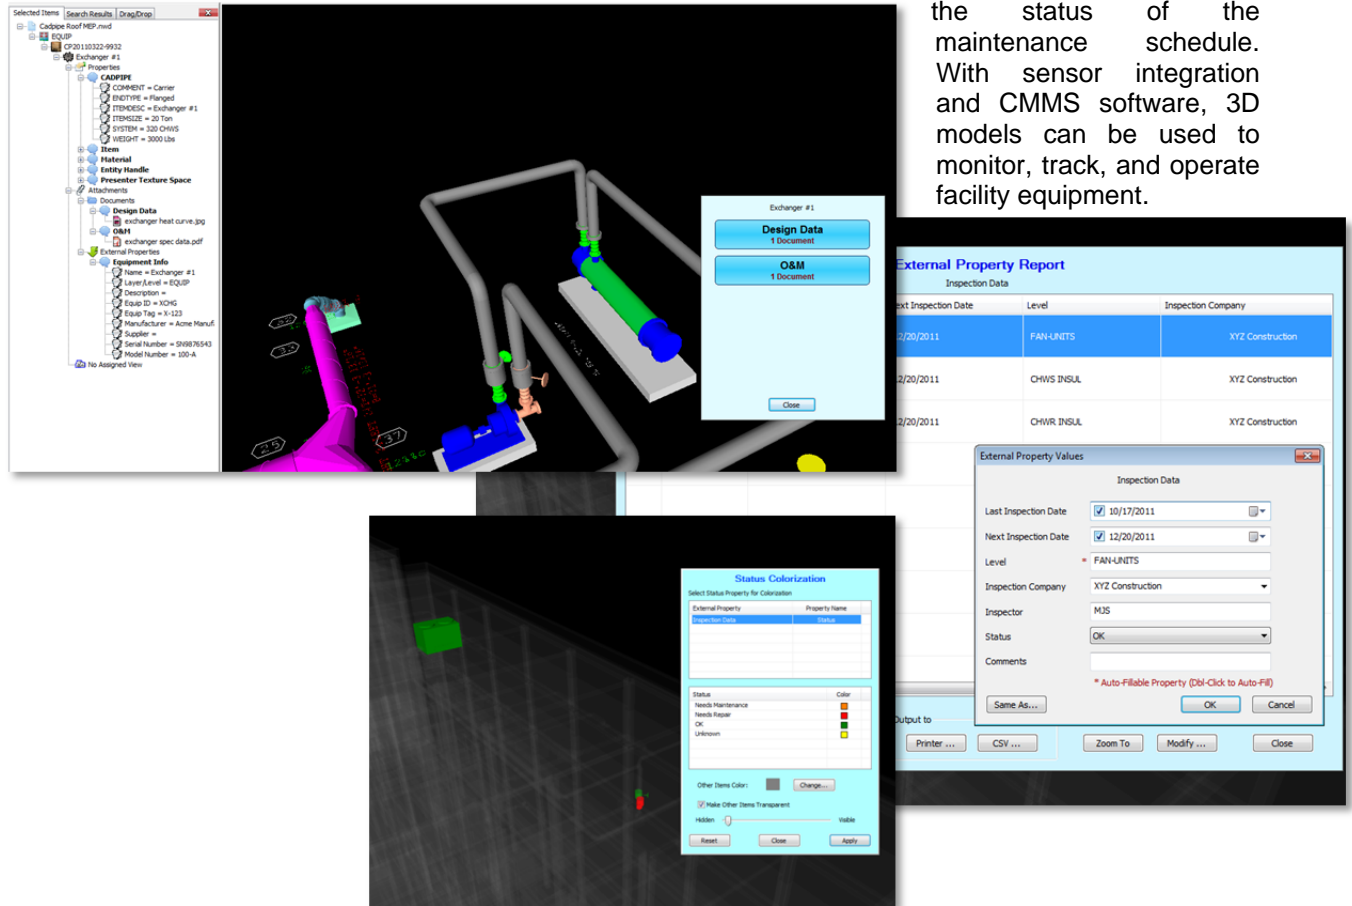 the status of the
maintenance schedule.
With sensor integration
and CMMS software, 3D
models can be used to
monitor, track, and operate
facility equipment.
Selected Items
Search Results
Drag/Drop
Cadpipe Roof MEP.nwd
EQUIP
CP20110322-9932
Exchanger #1
Properties
CADPIPE
COMMENT = Carrier
ENDTYPE = Flanged
ITEMDESC = Exchanger #1
ITEMSIZE = 20 Ton
SYSTEM = 320 CHWS
WEIGHT = 3000 Lbs
Item
Material
Entity Handle
Presenter Texture Space
Attachments
Documents
Design Data
exchanger heat curve.jpg
O&M
exchanger spec data.pdf
External Properties
Equipment Info
Name = Exchanger #1
Layer/Level = EQUIP
Description =
Equip ID = XCHG
Equip Tag = X-123
Manufacturer = Acme Manuf.
Supplier =
Serial Number = SN9876543
Model Number = 100-A
No Assigned View
25
37
Exchanger #1
Design Data
1 Document
O&M
1 Document
Close
External Property Report
Inspection Data
ext Inspection Date Level Inspection Company
2/20/2011 FAN-UNITS XYZ Construction
2/20/2011 CHWS INSUL XYZ Construction
2/20/2011 CHWR INSUL XYZ Construction
External Property Values
Inspection Data
Last Inspection Date 10/17/2011
Next Inspection Date 12/20/2011
Level * FAN-UNITS
Inspection Company XYZ Construction
Inspector MJS
Status OK
Comments
* Auto-Fillable Property (Dbl-Click to Auto-Fill)
Same As... OK Cancel
Output to
Printer ... CSV ... Zoom To Modify ... Close
Status Colorization
Select Status Property for Colorization
External Property Property Name
Inspection Data Status
Status Color
Needs Maintenance
Needs Repair
OK
Unknown
Other Items Color: Change...
Make Other Items Transparent
Hidden Visible
Reset Close Apply